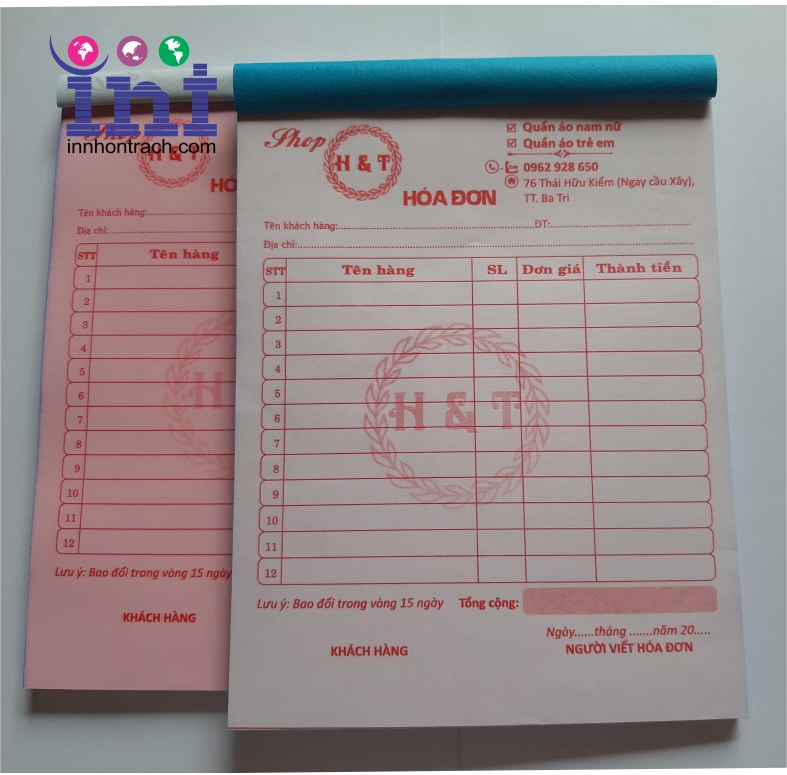 ini
innhontrach.com
Shop
H & T
HÓ
Tên khách hàng:
Địa chỉ:
STT Tên hàng
1
2
3
4
5
6
7
8
9
10
11
12
H
Lưu ý: Bao đổi trong vòng 15 ngày
KHÁCH HÀNG
Shop
H & T
Quần áo nam nữ
Quần áo trẻ em
0962 928 650
76 Thái Hữu Kiểm (Ngay cầu Xây),
TT. Ba Tri
HÓA ĐƠN
Tên khách hàng: ĐT:
Địa chỉ:
STT Tên hàng SL Đơn giá Thành tiền
1
2
3
4
5
6
7
8
9
10
11
12
H & T
Lưu ý: Bao đổi trong vòng 15 ngày Tổng cộng:
Ngày......tháng .......năm 20.....
KHÁCH HÀNG NGƯỜI VIẾT HÓA ĐƠN